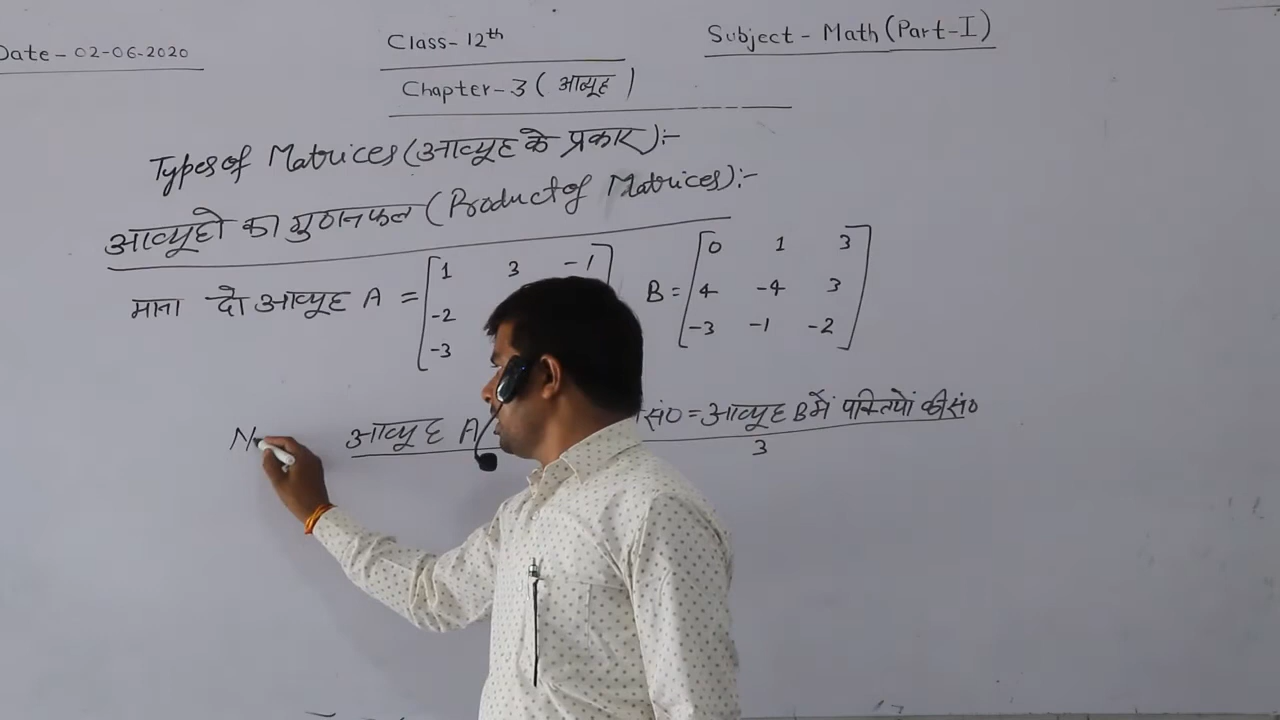 Date - 02-06-2020
Class- 12th
Subject - Math (Part-I)
Chapter-3 ( आव्यूह )
Types of Matrices (आव्यूह के प्रकार):-
आव्यूहो का गुणनफल (Product of Matrices):-
माना दो आव्यूह A = [ 1 3 -1 B = [ 0 1 3 ]
-2 4 -4 3
-3 -3 -1 -2
आव्यूह A सं० = आव्यूह B में पंक्तियों की सं०
3